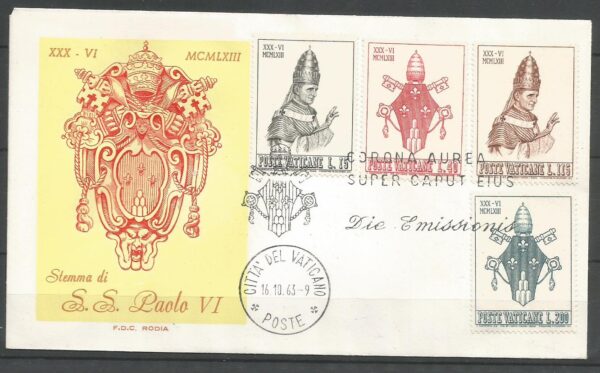 XXX - VI MCMLXIII
Stemma di
S. S. Paolo VI
F.D.C. RODIA
XXX-VI
MCMLXIII
POSTE VATICANE L. 15
XXX-VI
MCMLXIII
POSTE VATICANE L. 40
XXX-VI
MCMLXIII
POSTE VATICANE L. 115
CORONA AUREA
SUPER CAPUT EIUS
Die Emissionis
CITTÀ DEL VATICANO
16.10.63-9
POSTE
XXX-VI
MCMLXIII
POSTE VATICANE L. 200